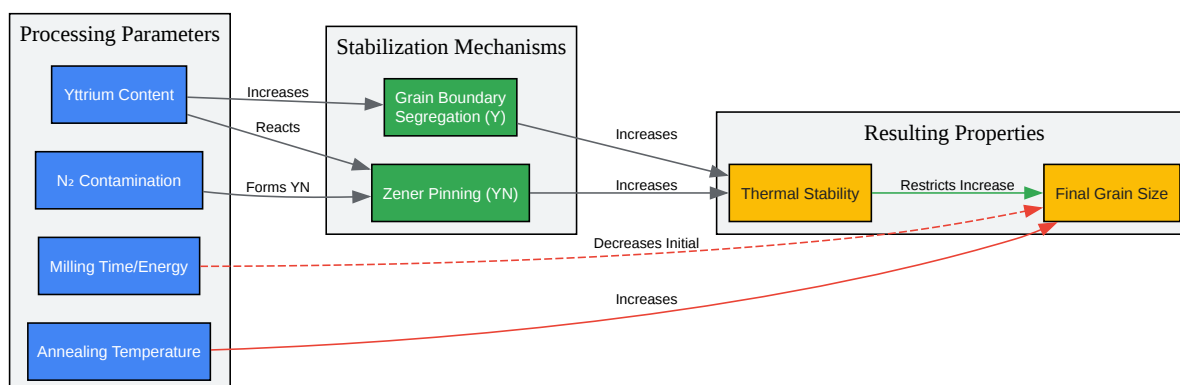 Processing Parameters
Yttrium Content
N₂ Contamination
Milling Time/Energy
Annealing Temperature
Increases
Reacts
Forms YN
Stabilization Mechanisms
Grain Boundary
Segregation (Y)
Zener Pinning (YN)
Increases
Increases
Decreases Initial
Increases
Resulting Properties
Thermal Stability
Restricts Increase
Final Grain Size